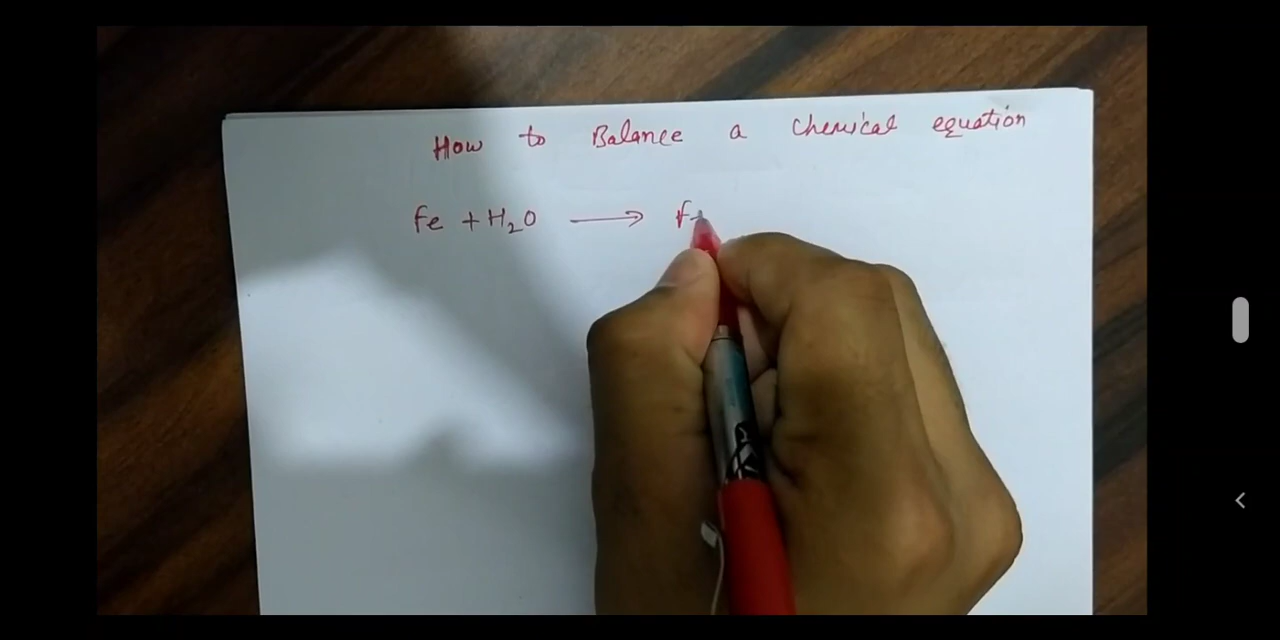 How to Balance a chemical equation
Fe + H₂O ⟶ F